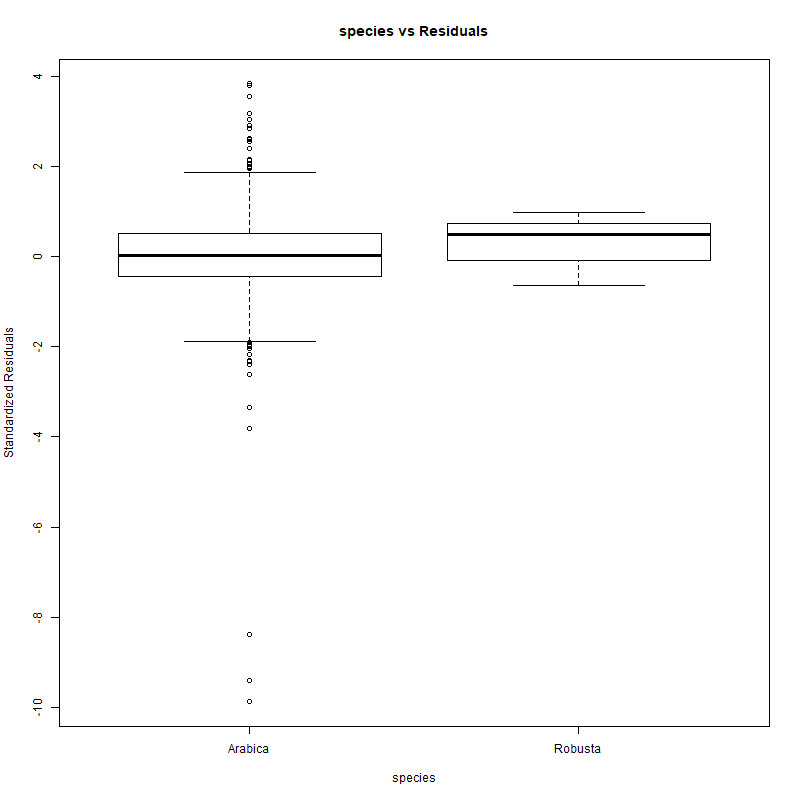 species vs Residuals
Standardized Residuals
4
2
0
-2
-4
-6
-8
-10
Arabica
Robusta
species